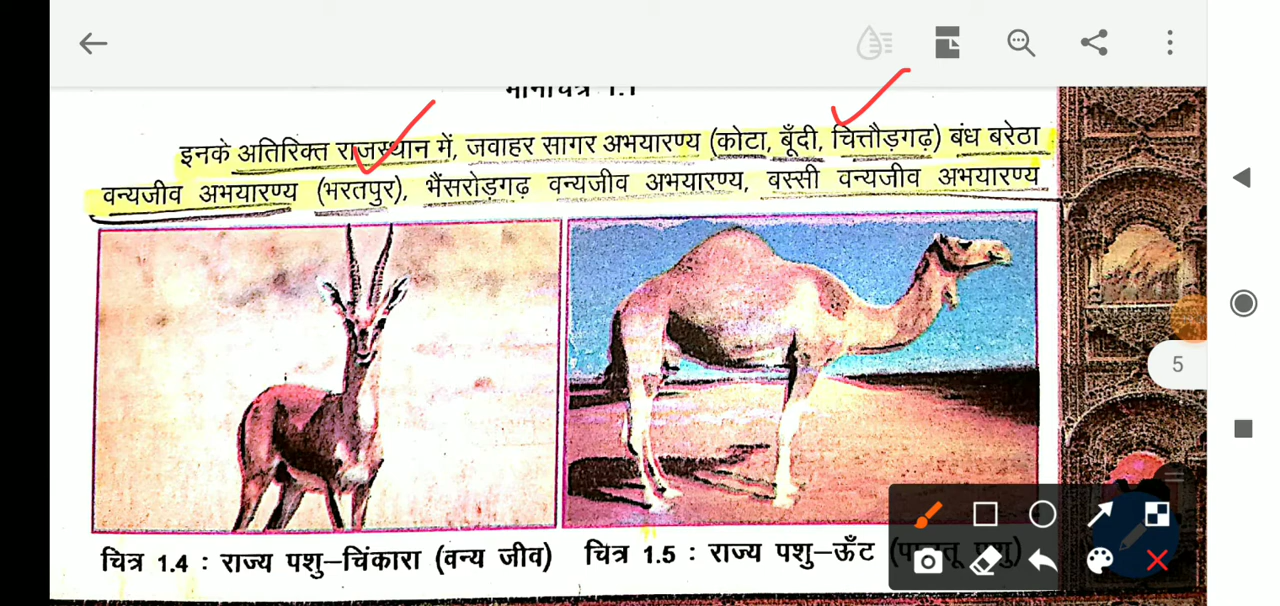 मानचित्र 1.1
इनके अतिरिक्त राजस्थान में, जवाहर सागर अभयारण्य (कोटा, बूँदी, चित्तौड़गढ़) बंध बरेठा
वन्यजीव अभयारण्य (भरतपुर), भैंसरोड़गढ़ वन्यजीव अभयारण्य, वस्सी वन्यजीव अभयारण्य
चित्र 1.4 : राज्य पशु–चिंकारा (वन्य जीव)
चित्र 1.5 : राज्य पशु–ऊँट
5